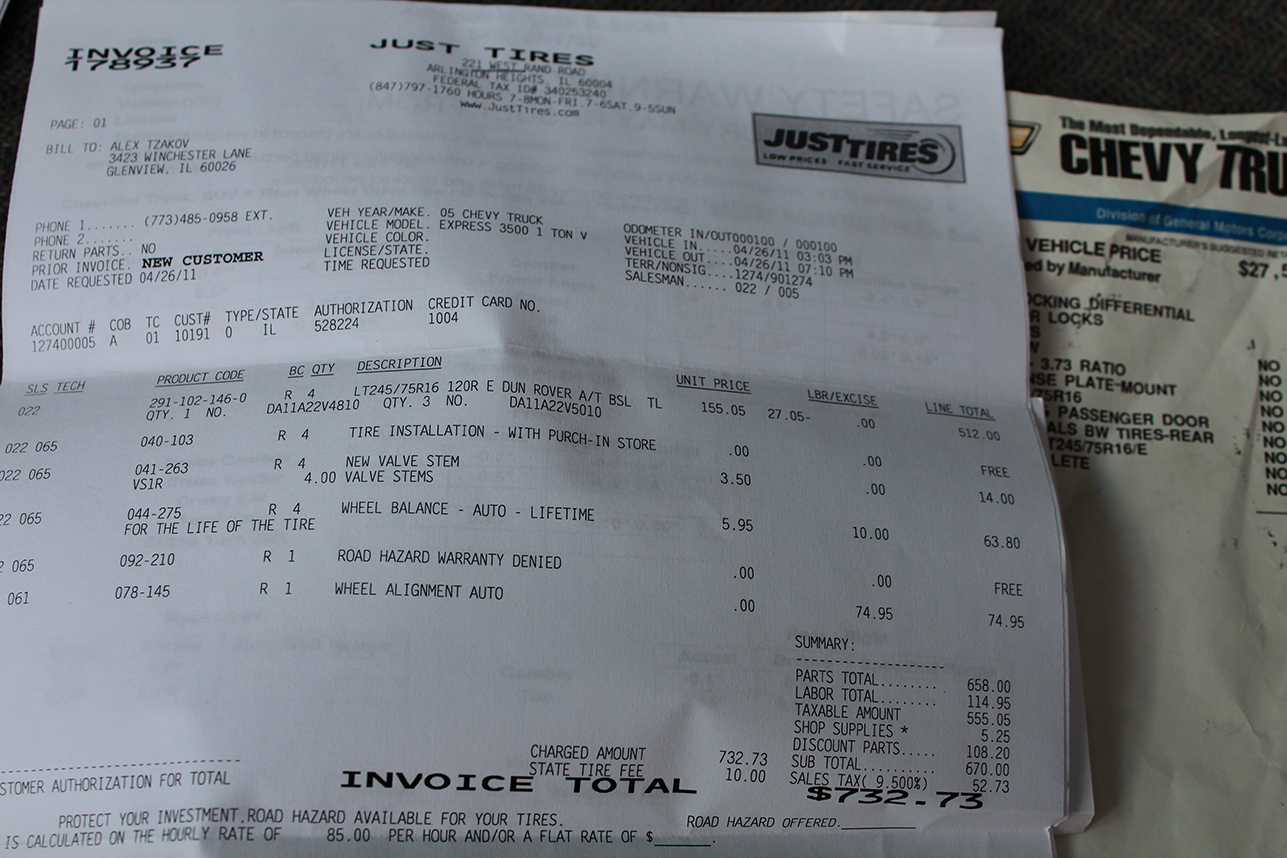 INVOICE
178937
JUST TIRES
221 WEST RAND ROAD
ARLINGTON HEIGHTS, IL 60004
FEDERAL TAX ID# 340253240
(847)797-1760 HOURS 7-8MON-FRI,7-6SAT,9-5SUN
www.JustTires.com
PAGE: 01
BILL TO: ALEX TZAKOV
3423 WINCHESTER LANE
GLENVIEW, IL 60026
JUSTTIRES
LOW PRICES FAST SERVICE
PHONE 1...... (773)485-0958 EXT.
PHONE 2.......
RETURN PARTS.. NO
PRIOR INVOICE. NEW CUSTOMER
DATE REQUESTED 04/26/11
VEH YEAR/MAKE. 05 CHEVY TRUCK
VEHICLE MODEL. EXPRESS 3500 1 TON V
VEHICLE COLOR.
LICENSE/STATE.
TIME REQUESTED
ODOMETER IN/OUT000100 / 000100
VEHICLE IN.....04/26/11 03:03 PM
VEHICLE OUT....04/26/11 07:10 PM
TERR/NONSIG....1274/901274
SALESMAN...... 022 / 005
ACCOUNT # COB TC CUST# TYPE/STATE AUTHORIZATION CREDIT CARD NO.
127400005 A 01 10191 0 IL 528224 1004
SLS TECH PRODUCT CODE BC QTY DESCRIPTION UNIT PRICE LBR/EXCISE LINE TOTAL
022 291-102-146-0 R 4 LT245/75R16 120R E DUN ROVER A/T BSL TL 155.05 27.05- .00 512.00
QTY. 1 NO. DA11A22V4810 QTY. 3 NO. DA11A22V5010
022 065 040-103 R 4 TIRE INSTALLATION - WITH PURCH-IN STORE .00 .00 FREE
022 065 041-263 R 4 NEW VALVE STEM 3.50 .00 14.00
VS1R 4.00 VALVE STEMS
22 065 044-275 R 4 WHEEL BALANCE - AUTO - LIFETIME 5.95 10.00 63.80
FOR THE LIFE OF THE TIRE
2 065 092-210 R 1 ROAD HAZARD WARRANTY DENIED .00 .00 FREE
061 078-145 R 1 WHEEL ALIGNMENT AUTO .00 74.95 74.95
SUMMARY:
PARTS TOTAL........ 658.00
LABOR TOTAL........ 114.95
TAXABLE AMOUNT 555.05
SHOP SUPPLIES * 5.25
DISCOUNT PARTS..... 108.20
SUB TOTAL.......... 670.00
SALES TAX( 9.500%) 52.73
CHARGED AMOUNT 732.73
STATE TIRE FEE 10.00
STOMER AUTHORIZATION FOR TOTAL
INVOICE TOTAL $732.73
PROTECT YOUR INVESTMENT,ROAD HAZARD AVAILABLE FOR YOUR TIRES. ROAD HAZARD OFFERED.
IS CALCULATED ON THE HOURLY RATE OF 85.00 PER HOUR AND/OR A FLAT RATE OF $
The Most Dependable, Longest-La
CHEVY TRU
Division of General Motors Corpo
MANUFACTURER'S SUGGESTED RETA
VEHICLE PRICE $27,5
ed by Manufacturer
OCKING DIFFERENTIAL
R LOCKS
S
3.73 RATIO NO
NSE PLATE-MOUNT NO
75R16 NO
PASSENGER DOOR NO
ALS BW TIRES-REAR NO
T245/75R16/E NO
LETE NO
NO